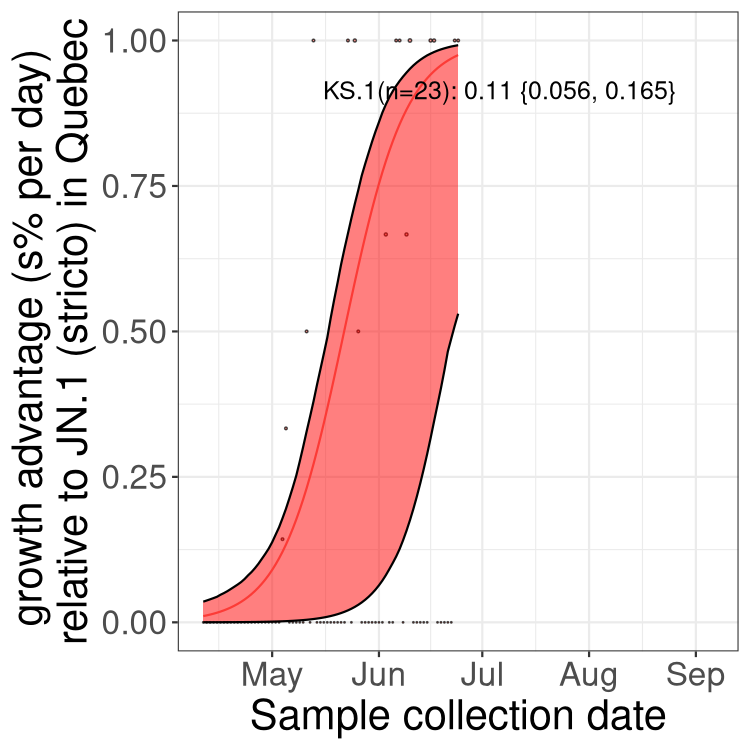 growth advantage (s% per day)
relative to JN.1 (stricto) in Quebec
1.00
0.75
0.50
0.25
0.00
KS.1(n=23): 0.11 {0.056, 0.165}
May Jun Jul Aug Sep
Sample collection date